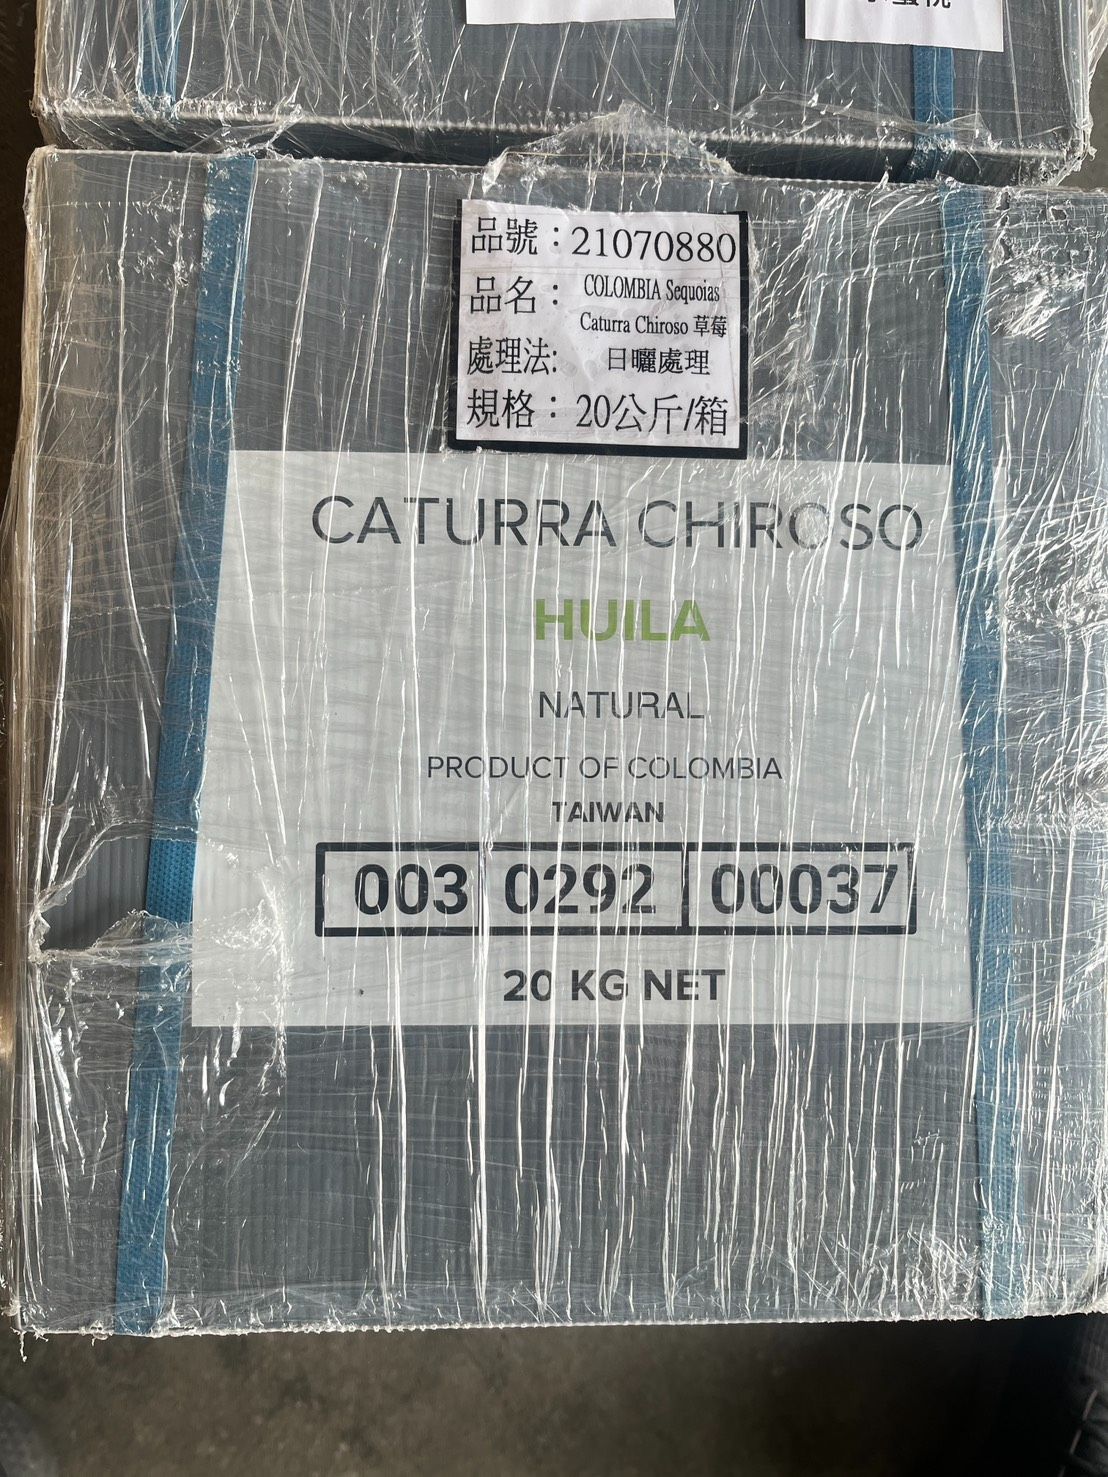 品號：21070880
品名： COLOMBIA Sequoias
Caturra Chiroso 草莓
處理法: 日曬處理
規格：20公斤/箱
CATURRA CHIROSO
HUILA
NATURAL
PRODUCT OF COLOMBIA
TAIWAN
003 0292 00037
20 KG NET